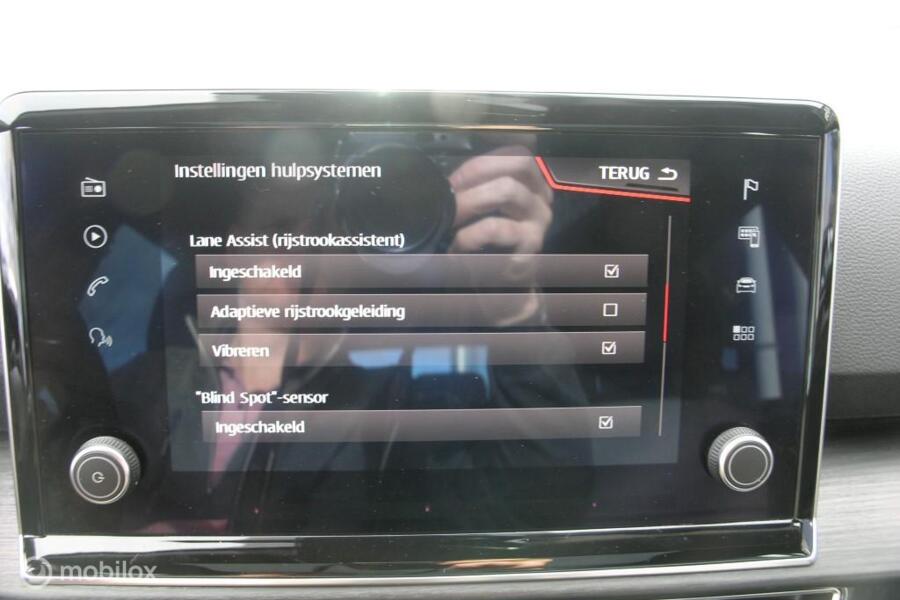 Instellingen hulpsystemen
TERUG
Lane Assist (rijstrookassistent)
Ingeschakeld
Adaptieve rijstrookgeleiding
Vibreren
"Blind Spot"-sensor
Ingeschakeld
mobilox